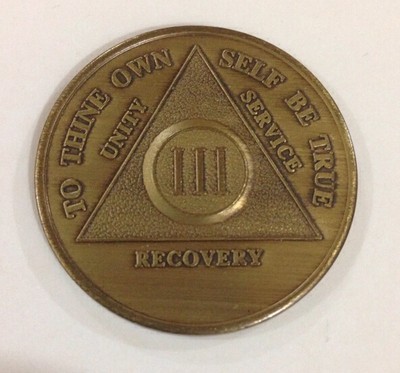 TO THINE OWN SELF BE TRUE
UNITY
SERVICE
III
RECOVERY